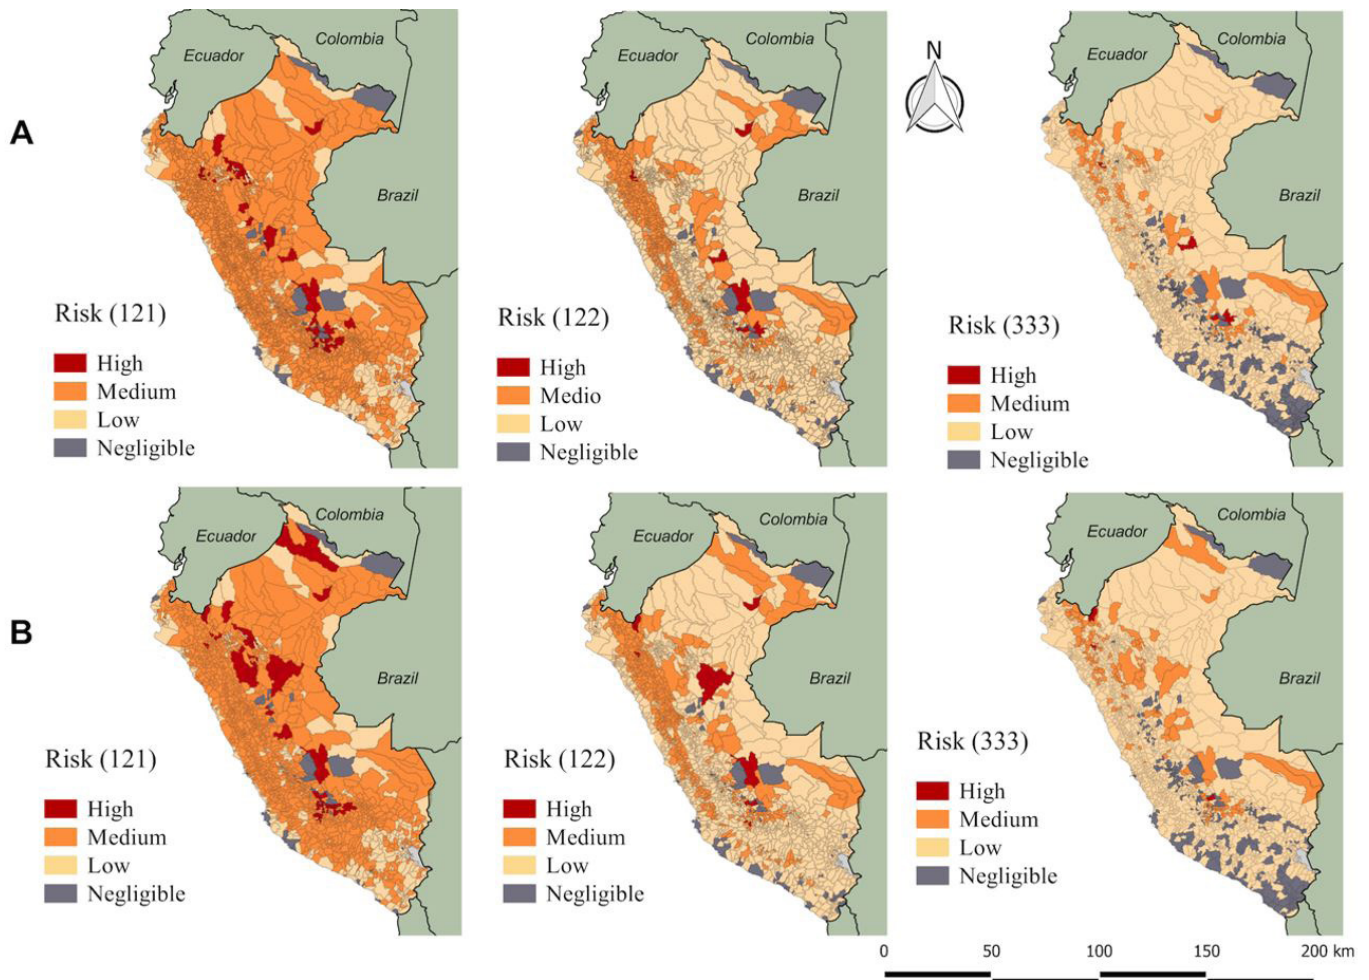 A
Ecuador
Colombia
Brazil
Risk (121)
High
Medium
Low
Negligible
Ecuador
Colombia
Brazil
Risk (122)
High
Medio
Low
Negligible
N
Ecuador
Colombia
Brazil
Risk (333)
High
Medium
Low
Negligible
B
Ecuador
Colombia
Brazil
Risk (121)
High
Medium
Low
Negligible
Ecuador
Colombia
Brazil
Risk (122)
High
Medium
Low
Negligible
Ecuador
Colombia
Brazil
Risk (333)
High
Medium
Low
Negligible
0 50 100 150 200 km